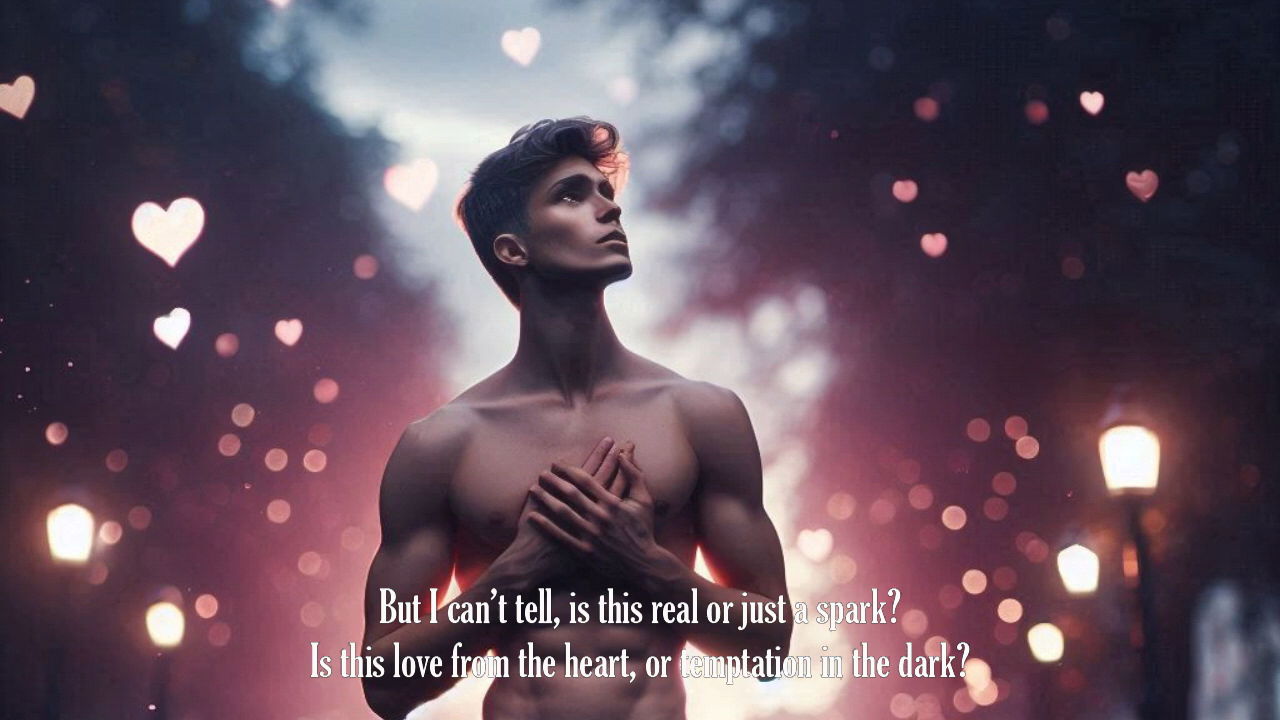 But I can’t tell, is this real or just a spark?
Is this love from the heart, or temptation in the dark?